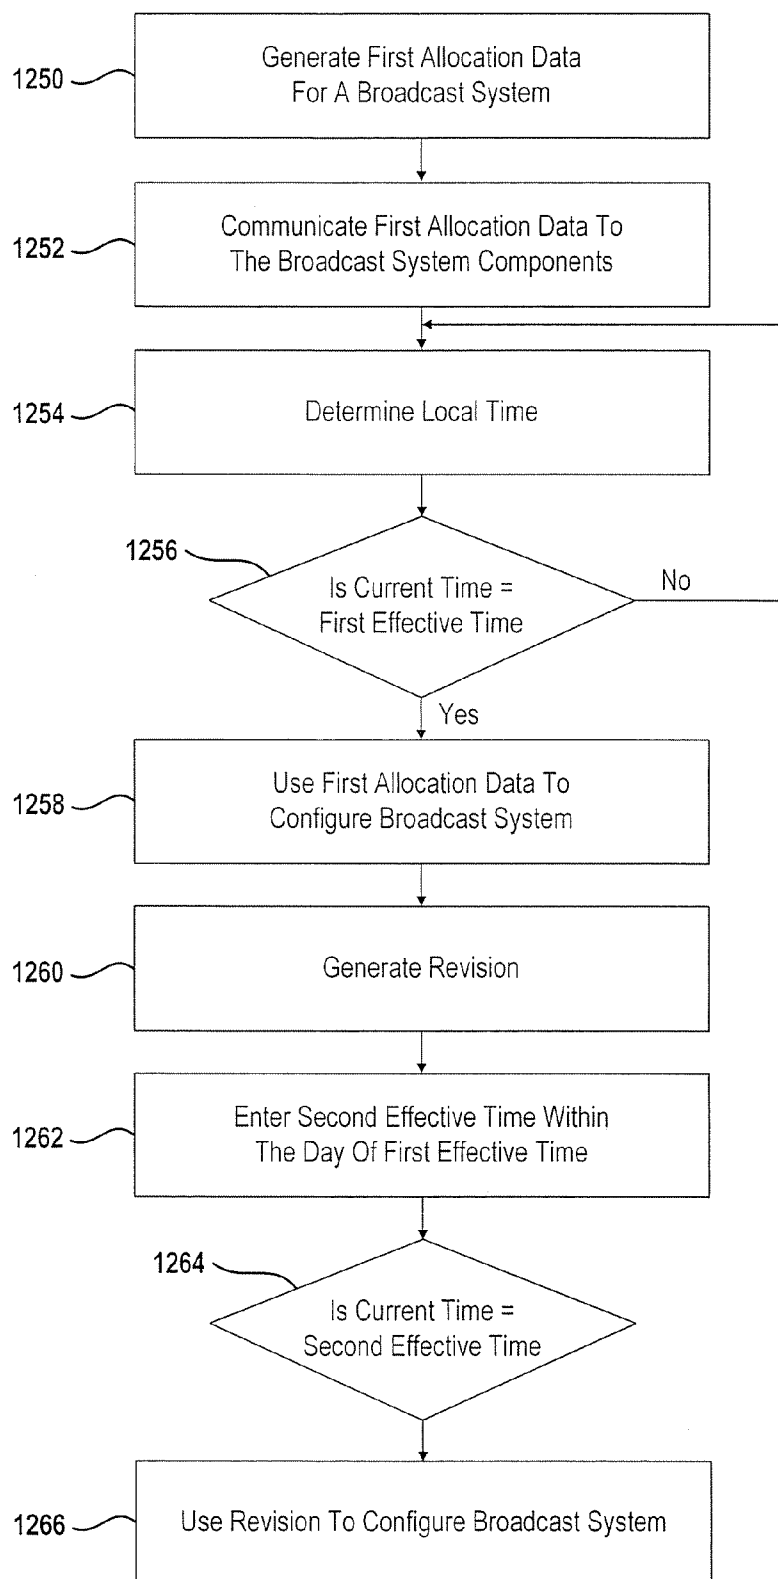 1250
Generate First Allocation Data
For A Broadcast System
1252
Communicate First Allocation Data To
The Broadcast System Components
1254
Determine Local Time
1256
Is Current Time =
First Effective Time
No
Yes
1258
Use First Allocation Data To
Configure Broadcast System
1260
Generate Revision
1262
Enter Second Effective Time Within
The Day Of First Effective Time
1264
Is Current Time =
Second Effective Time
1266
Use Revision To Configure Broadcast System